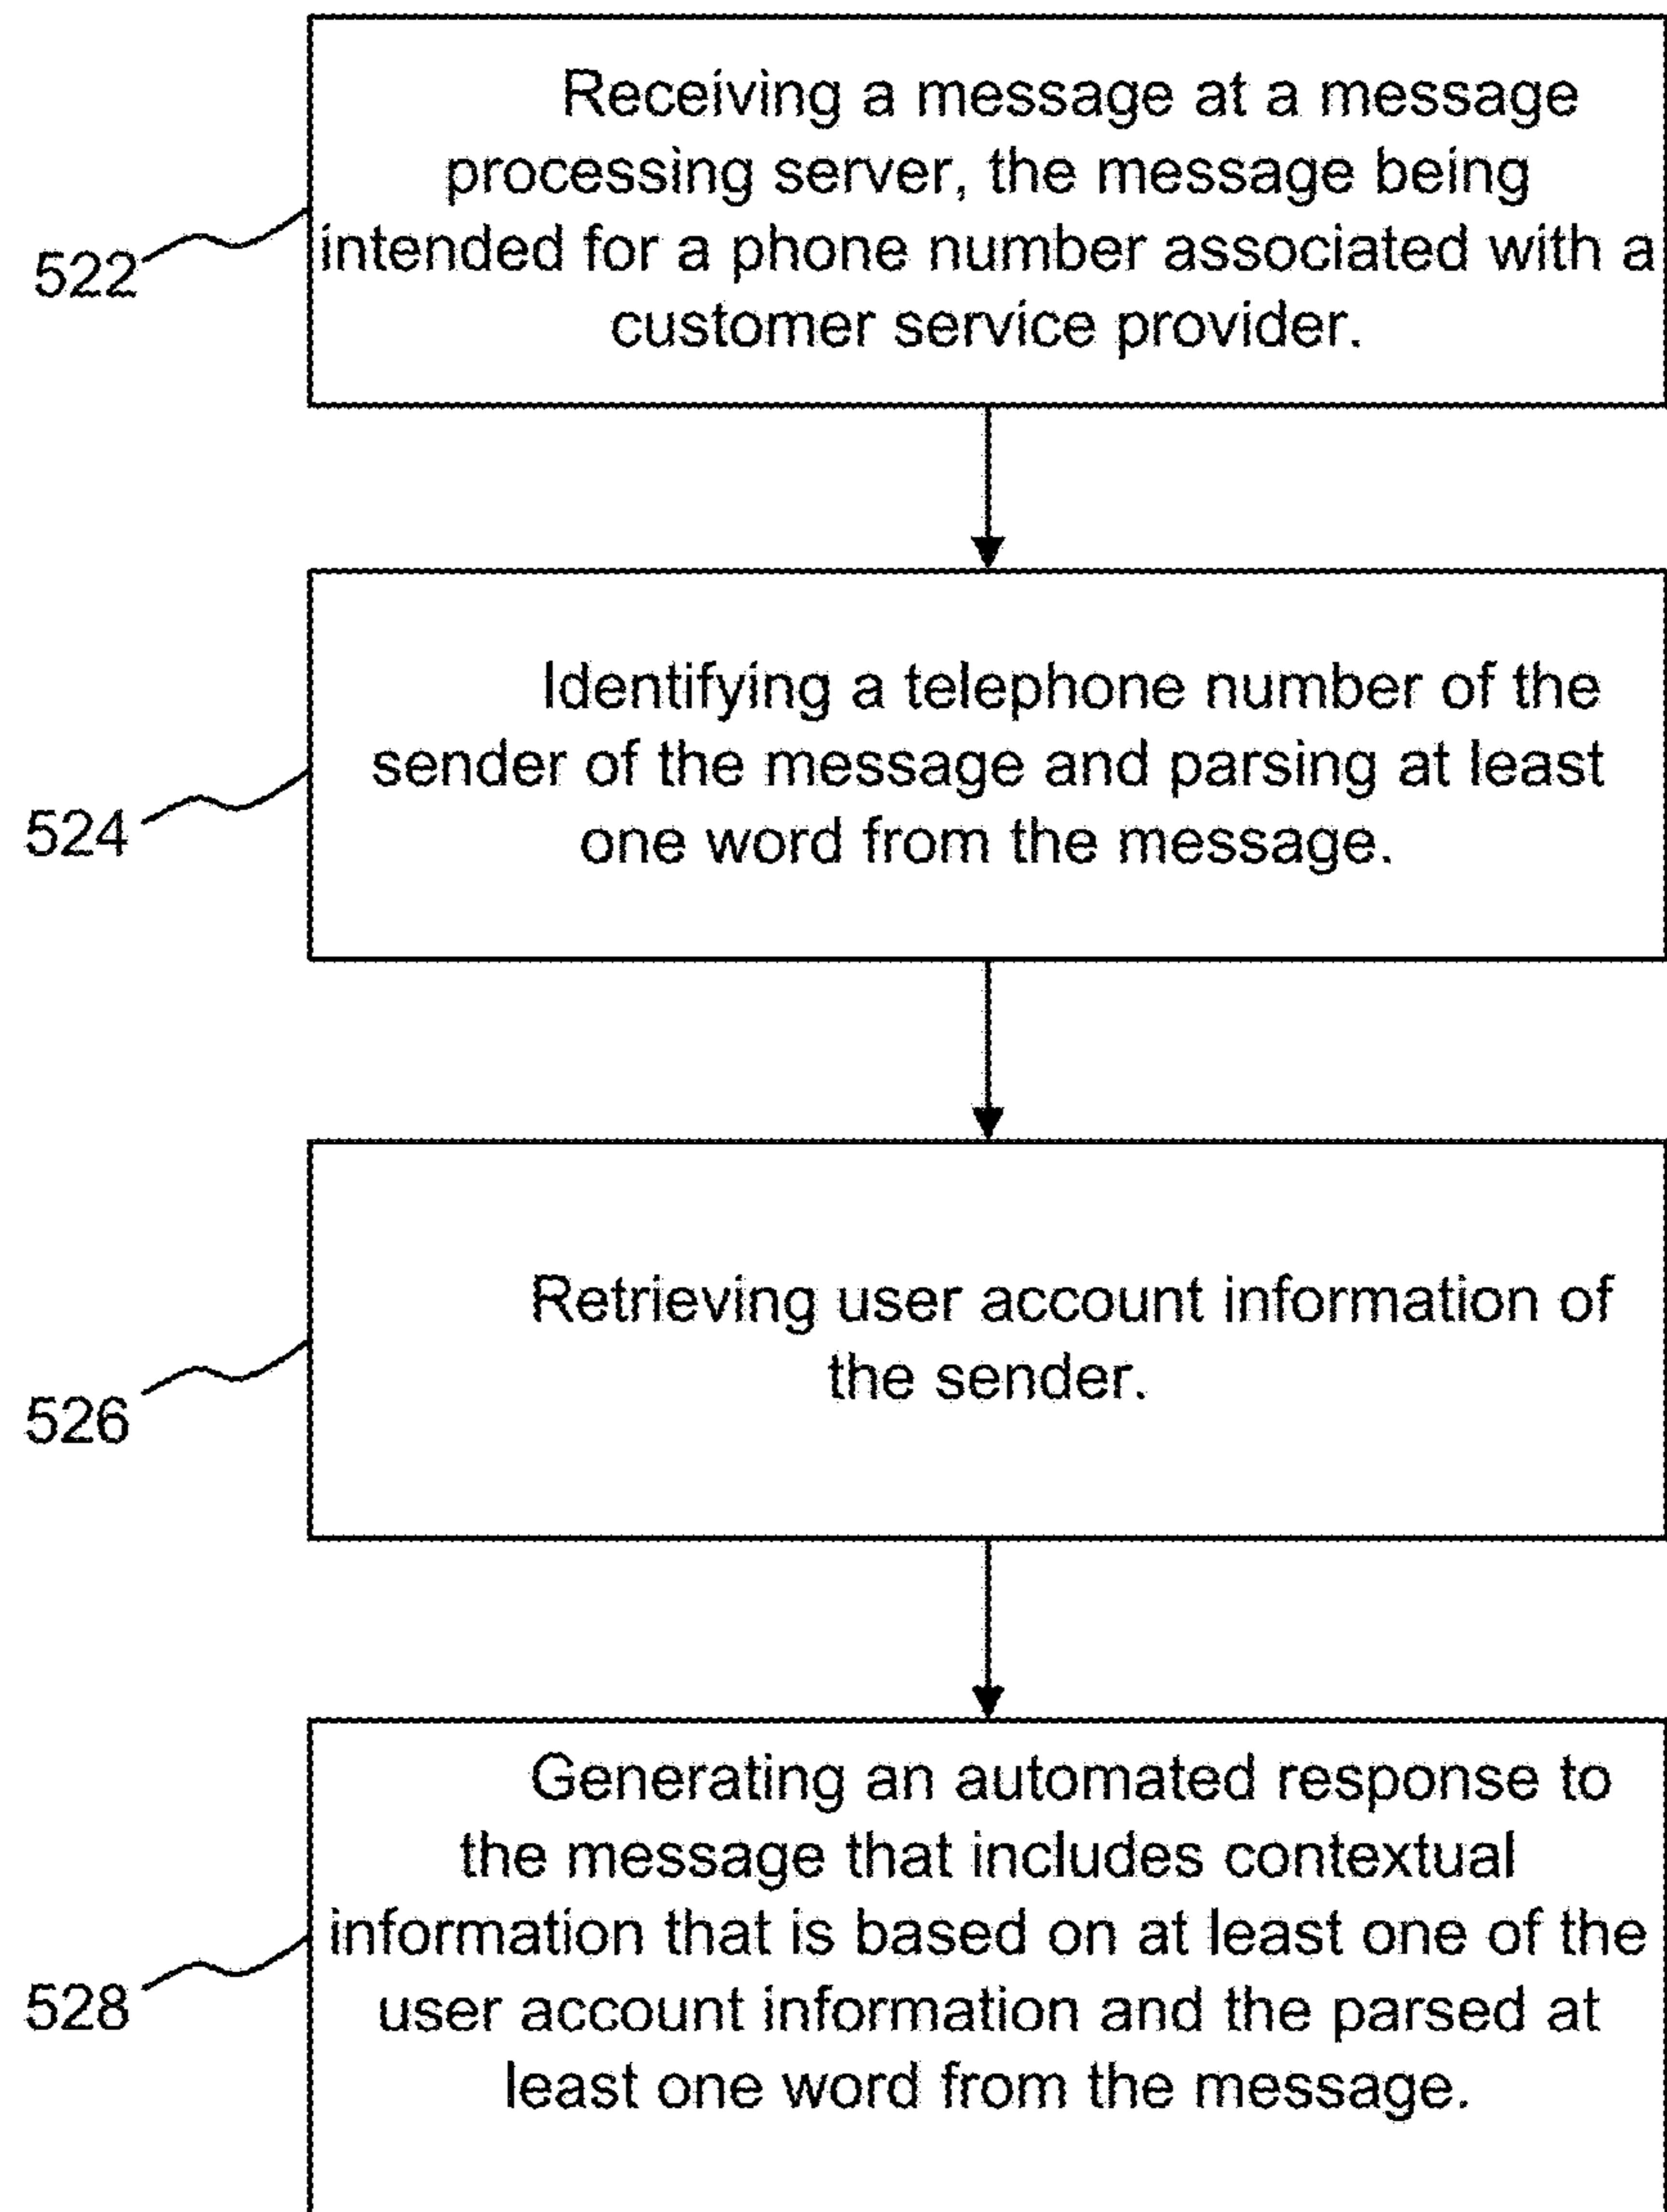 Receiving a message at a message
processing server, the message being
intended for a phone number associated with a
customer service provider.
522
Identifying a telephone number of the
sender of the message and parsing at least
one word from the message.
524
Retrieving user account information of
the sender.
526
Generating an automated response to
the message that includes contextual
information that is based on at least one of the
user account information and the parsed at
least one word from the message.
528